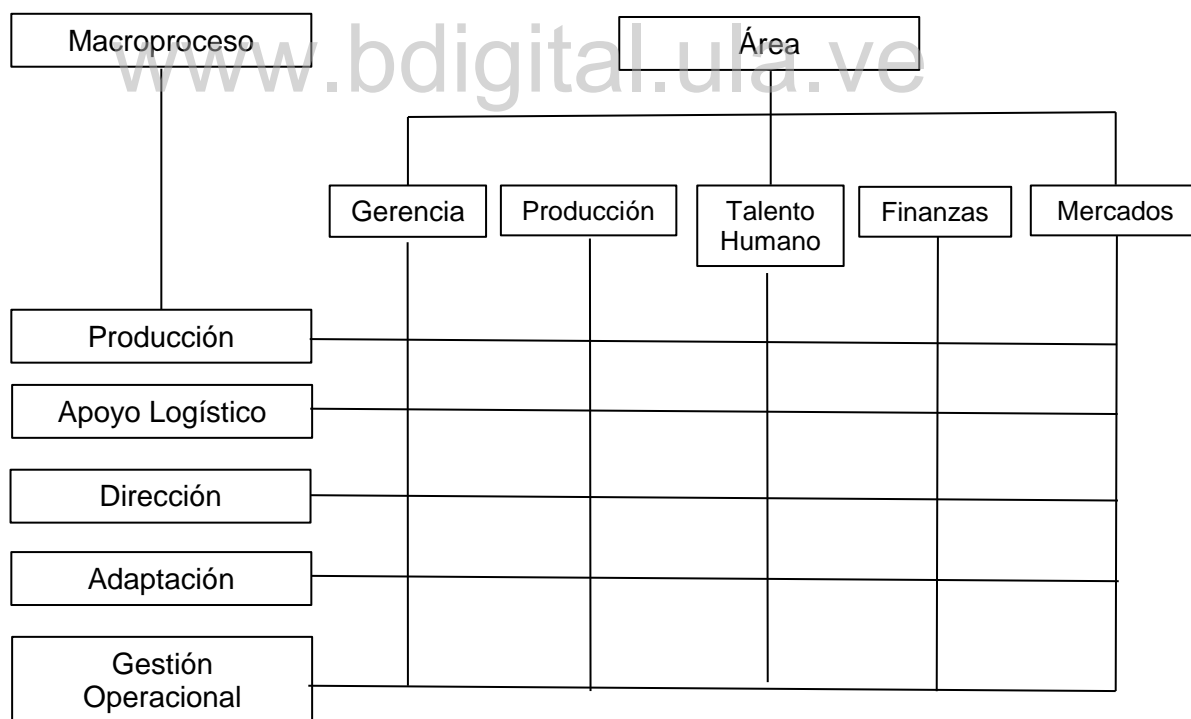 Macroproceso
Área
www.bdigital.ula.ve
Gerencia
Producción
Talento
Humano
Finanzas
Mercados
Producción
Apoyo Logístico
Dirección
Adaptación
Gestión
Operacional